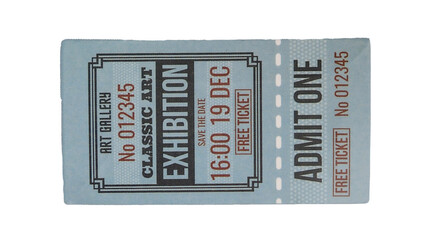 ART GALLERY
No 012345
CLASSIC ART
EXHIBITION
SAVE THE DATE
16:00 19 DEC
FREE TICKET
ADMIT ONE
FREE TICKET No 012345